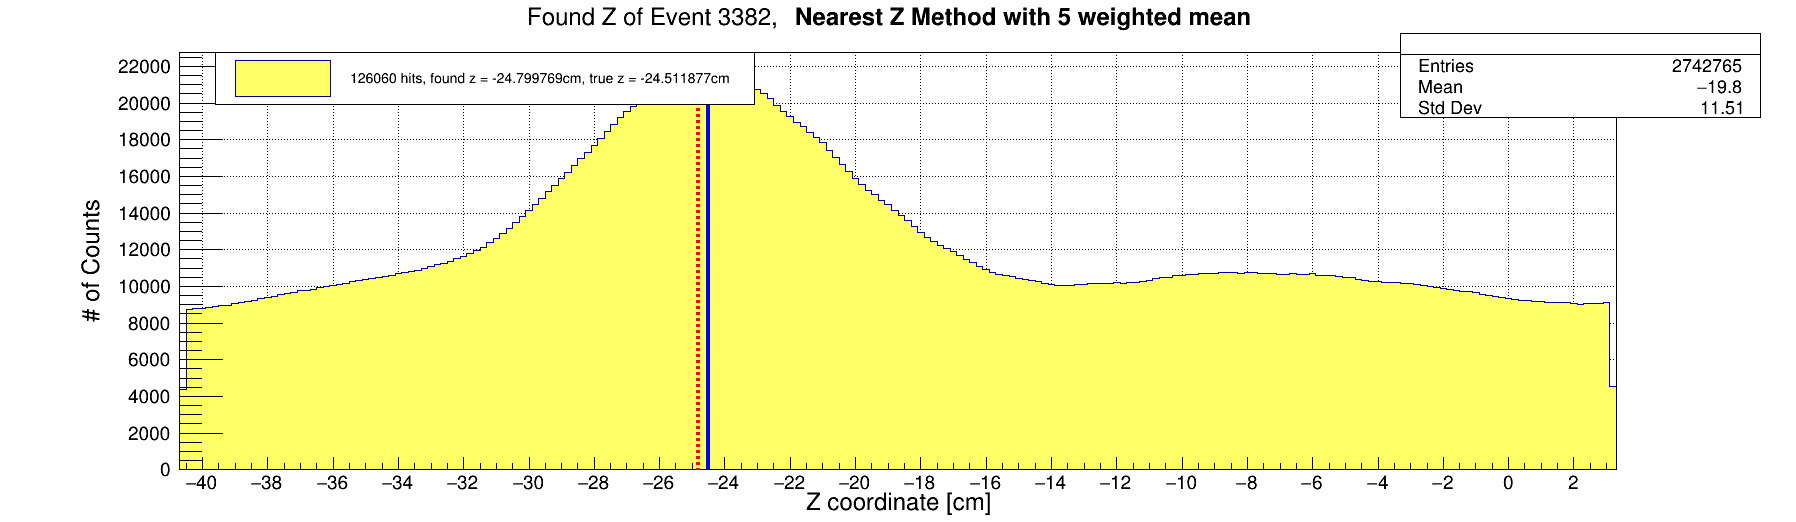 Found Z of Event 3382, Nearest Z Method with 5 weighted mean
126060 hits, found z = -24.799769cm, true z = -24.511877cm
Entries 2742765
Mean −19.8
Std Dev 11.51
22000
20000
18000
16000
14000
12000
10000
8000
6000
4000
2000
0
# of Counts
−40 −38 −36 −34 −32 −30 −28 −26 −24 −22 −20 −18 −16 −14 −12 −10 −8 −6 −4 −2 0 2
Z coordinate [cm]